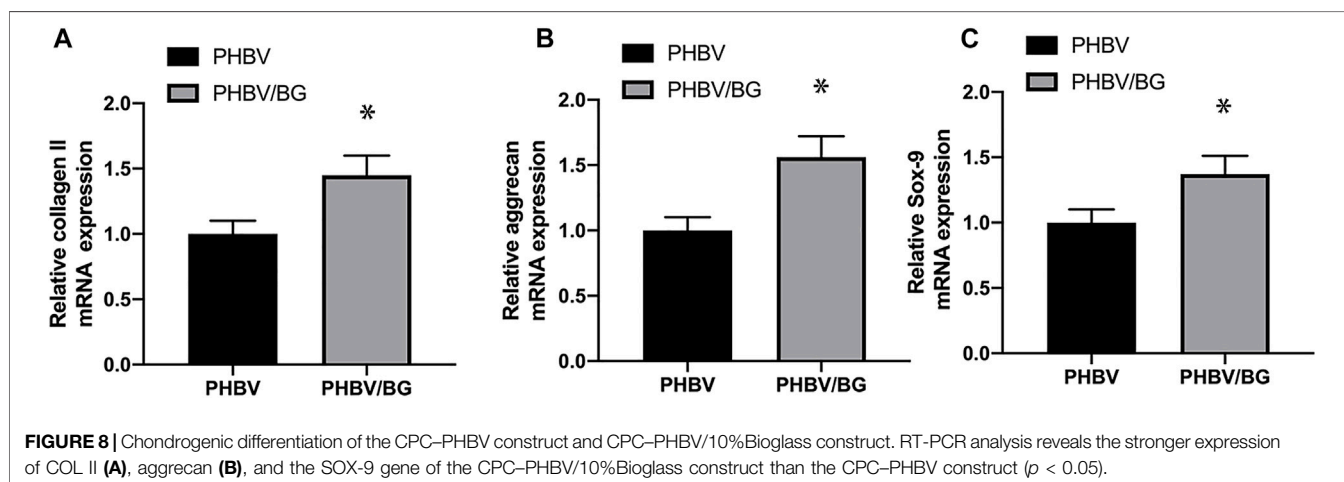 A
PHBV
PHBV/BG
Relative collagen II
mRNA expression
2.0
*
1.5
1.0
0.5
0.0
PHBV
PHBV/BG
B
PHBV
PHBV/BG
Relative aggrecan
mRNA expression
2.0
*
1.5
1.0
0.5
0.0
PHBV
PHBV/BG
C
PHBV
PHBV/BG
Relative Sox-9
mRNA expression
2.0
*
1.5
1.0
0.5
0.0
PHBV
PHBV/BG
FIGURE 8 | Chondrogenic differentiation of the CPC–PHBV construct and CPC–PHBV/10%Bioglass construct. RT-PCR analysis reveals the stronger expression
of COL II (A), aggrecan (B), and the SOX-9 gene of the CPC–PHBV/10%Bioglass construct than the CPC–PHBV construct (p < 0.05).